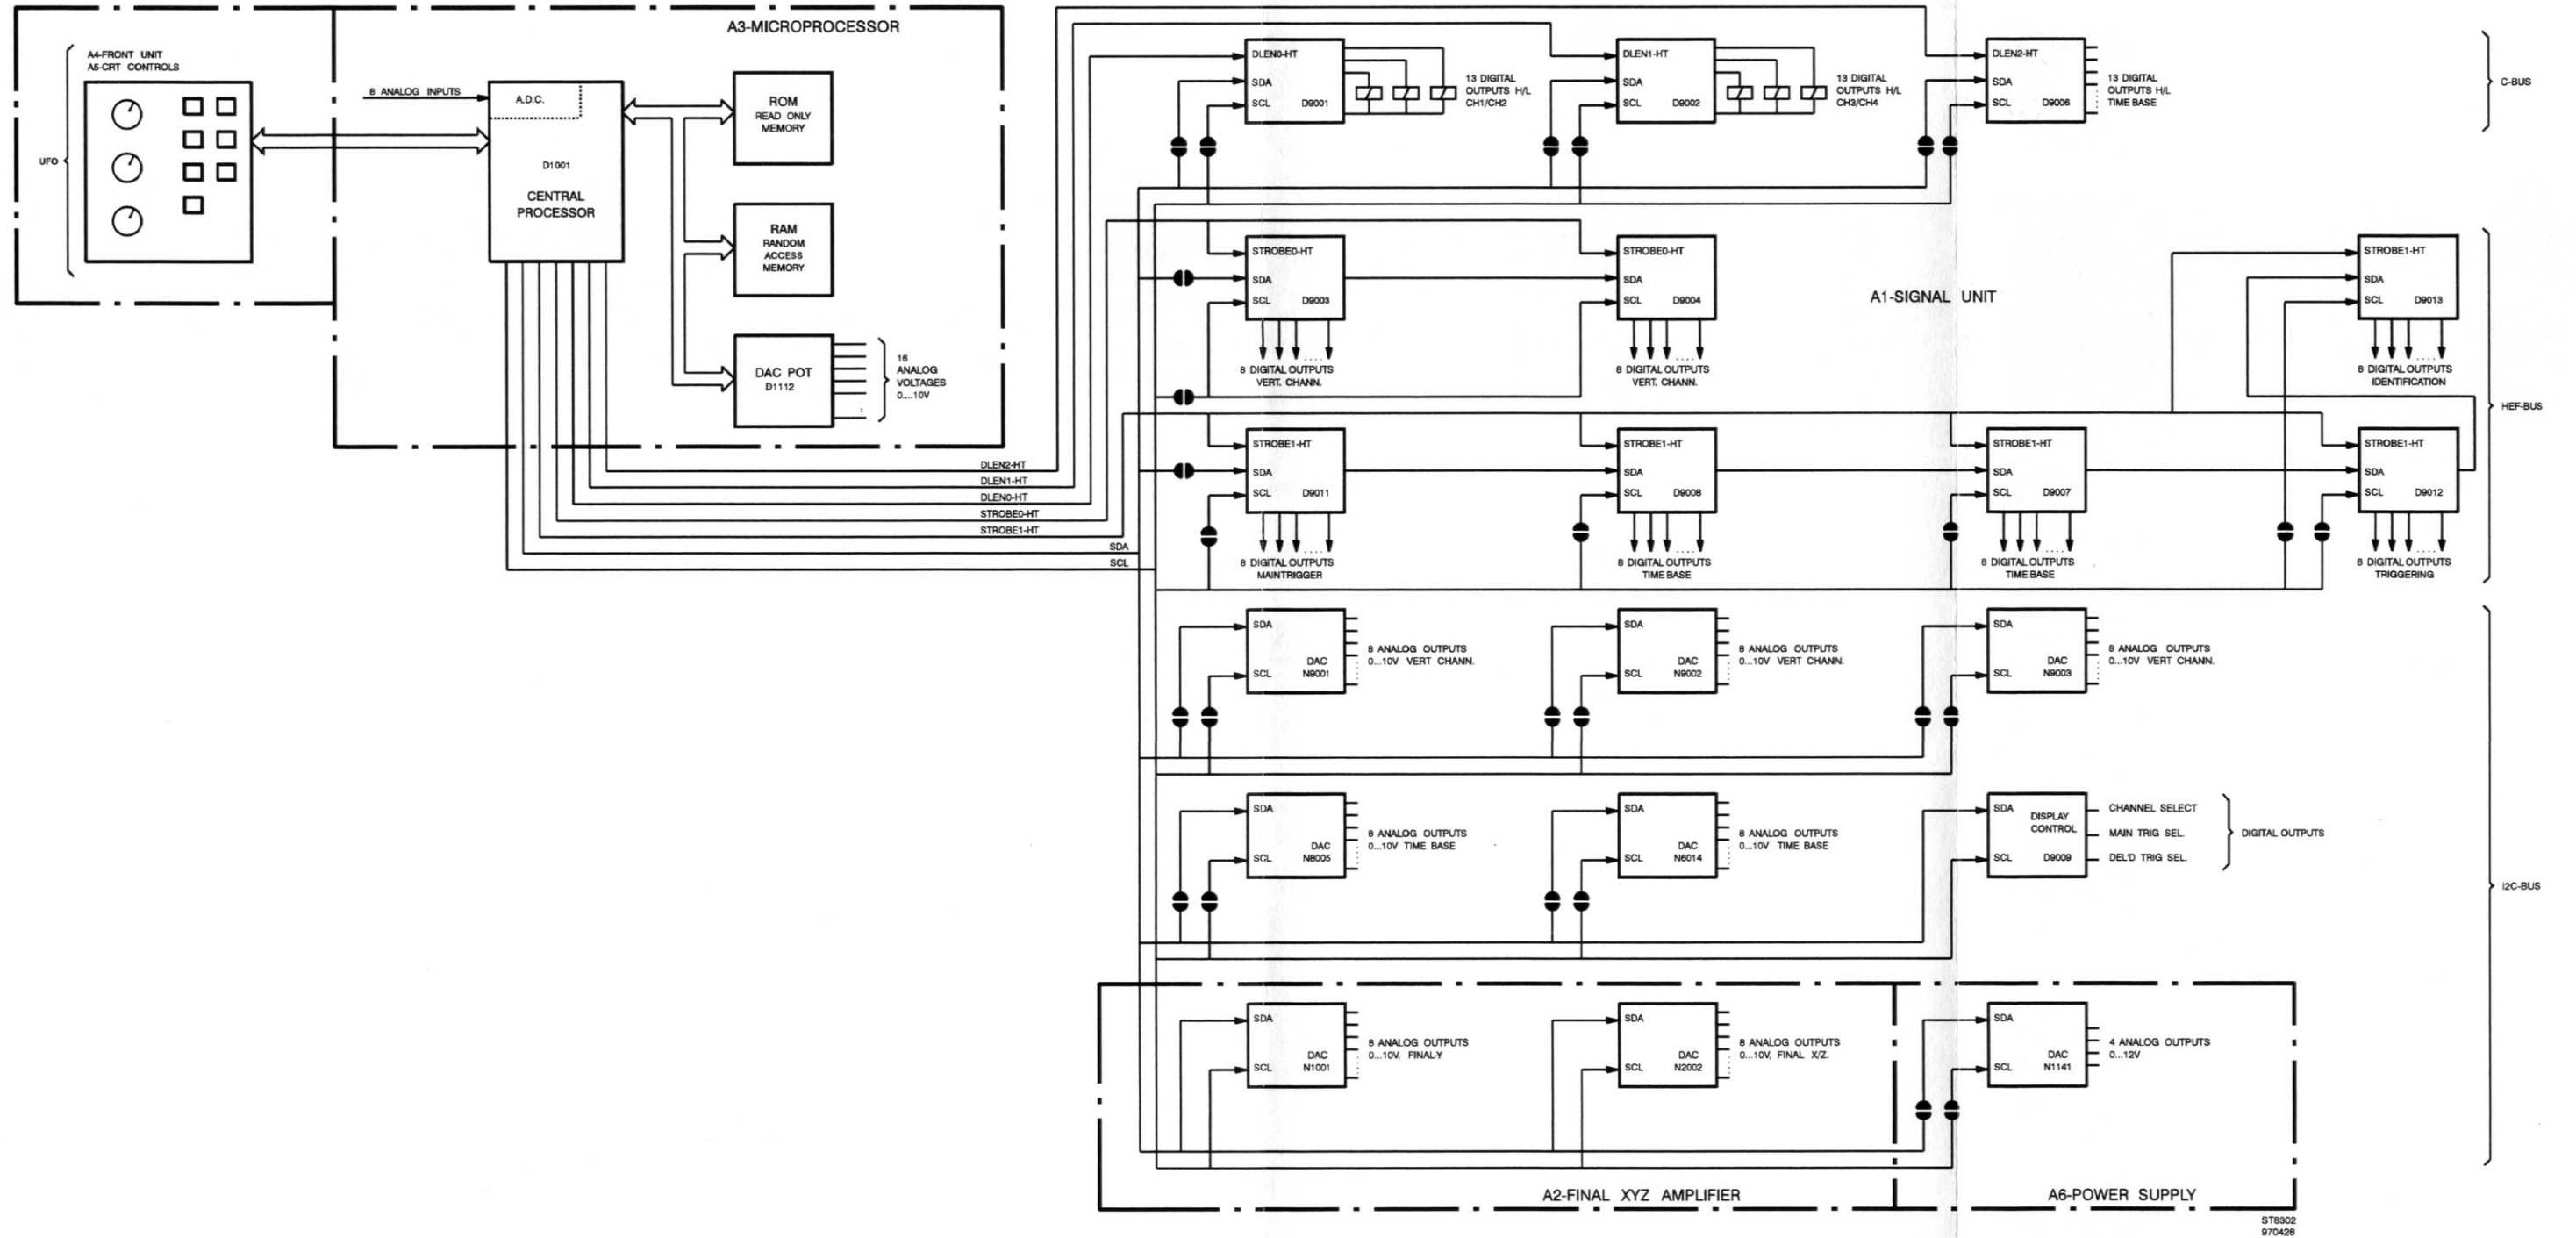 A4-FRONT UNIT
A5-CRT CONTROLS
UFO
A3-MICROPROCESSOR
8 ANALOG INPUTS
A.D.C.
D1001
CENTRAL
PROCESSOR
ROM
READ ONLY
MEMORY
RAM
RANDOM
ACCESS
MEMORY
DAC POT
D1112
16
ANALOG
VOLTAGES
0....10V
DLEN2-HT
DLEN1-HT
DLEN0-HT
STROBE0-HT
STROBE1-HT
SDA
SCL
DLEN0-HT
SDA
SCL D9001
13 DIGITAL
OUTPUTS H/L
CH1/CH2
DLEN1-HT
SDA
SCL D9002
13 DIGITAL
OUTPUTS H/L
CH3/CH4
DLEN2-HT
SDA
SCL D9006
13 DIGITAL
OUTPUTS H/L
TIME BASE
C-BUS
STROBE0-HT
SDA
SCL D9003
8 DIGITAL OUTPUTS
VERT. CHANN.
STROBE0-HT
SDA
SCL D9004
8 DIGITAL OUTPUTS
VERT. CHANN.
A1-SIGNAL UNIT
STROBE1-HT
SDA
SCL D9013
8 DIGITAL OUTPUTS
IDENTIFICATION
HEF-BUS
STROBE1-HT
SDA
SCL D9011
8 DIGITAL OUTPUTS
MAINTRIGGER
STROBE1-HT
SDA
SCL D9008
8 DIGITAL OUTPUTS
TIME BASE
STROBE1-HT
SDA
SCL D9007
8 DIGITAL OUTPUTS
TIME BASE
STROBE1-HT
SDA
SCL D9012
8 DIGITAL OUTPUTS
TRIGGERING
SDA
DAC
SCL N9001
8 ANALOG OUTPUTS
0...10V VERT CHANN.
SDA
DAC
SCL N9002
8 ANALOG OUTPUTS
0...10V VERT CHANN.
SDA
DAC
SCL N9003
8 ANALOG OUTPUTS
0...10V VERT CHANN.
SDA
DAC
SCL N8005
8 ANALOG OUTPUTS
0...10V TIME BASE
SDA
DAC
SCL N6014
8 ANALOG OUTPUTS
0...10V TIME BASE
SDA
DISPLAY
CONTROL
SCL D9009
CHANNEL SELECT
MAIN TRIG SEL.
DEL'D TRIG SEL.
DIGITAL OUTPUTS
I2C-BUS
SDA
DAC
SCL N1001
8 ANALOG OUTPUTS
0...10V, FINAL-Y
SDA
DAC
SCL N2002
8 ANALOG OUTPUTS
0...10V, FINAL X/Z.
SDA
DAC
SCL N1141
4 ANALOG OUTPUTS
0...12V
A2-FINAL XYZ AMPLIFIER
A6-POWER SUPPLY
ST8302
970428